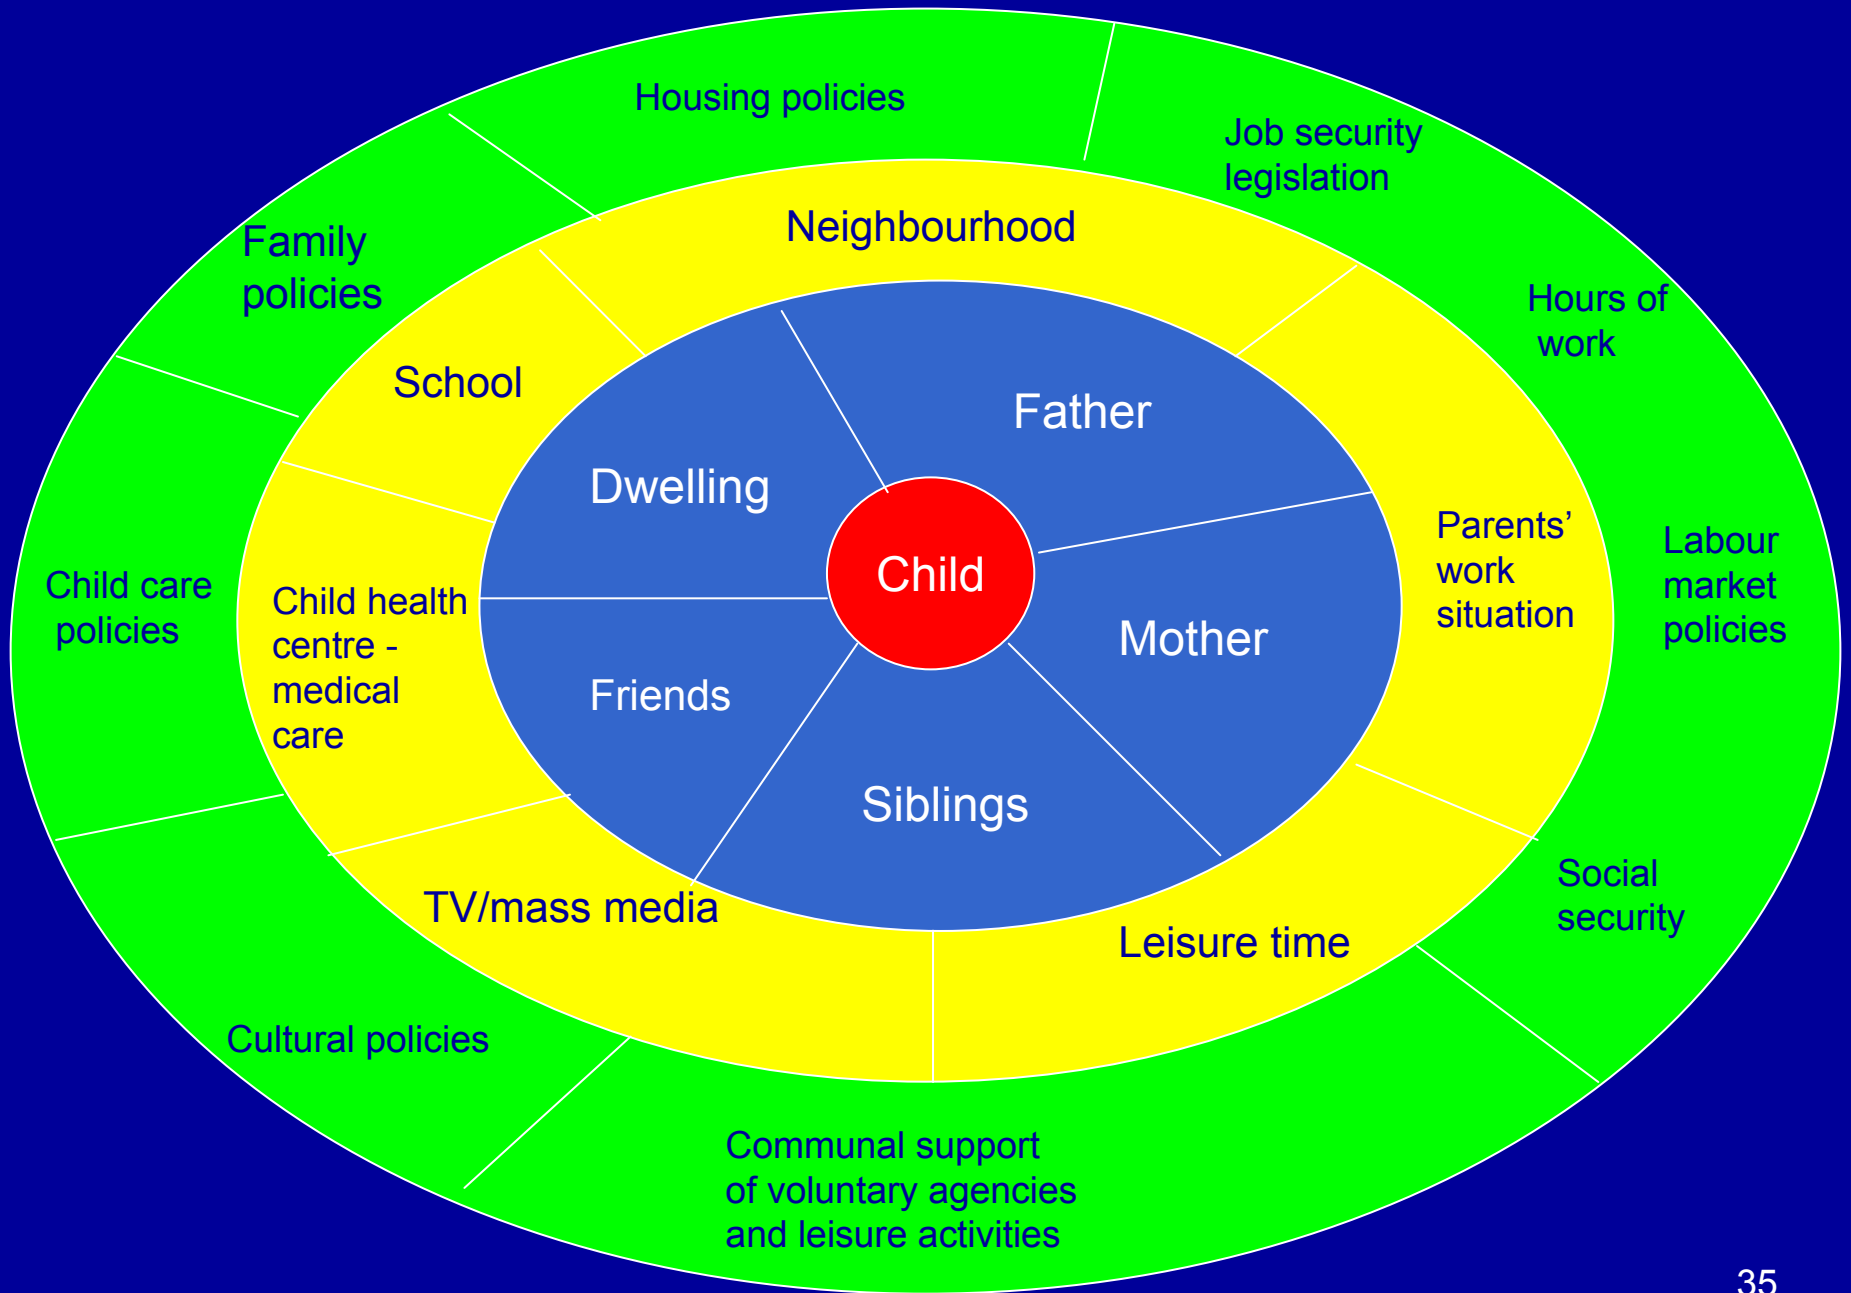 Housing policies
Job security
legislation
Neighbourhood
Family
policies
Hours of
work
School
Father
Dwelling
Parents’
work
situation
Labour
market
policies
Child
Child care
policies
Child health
centre -
medical
care
Mother
Friends
Siblings
Social
security
TV/mass media
Leisure time
Cultural policies
Communal support
of voluntary agencies
and leisure activities
35